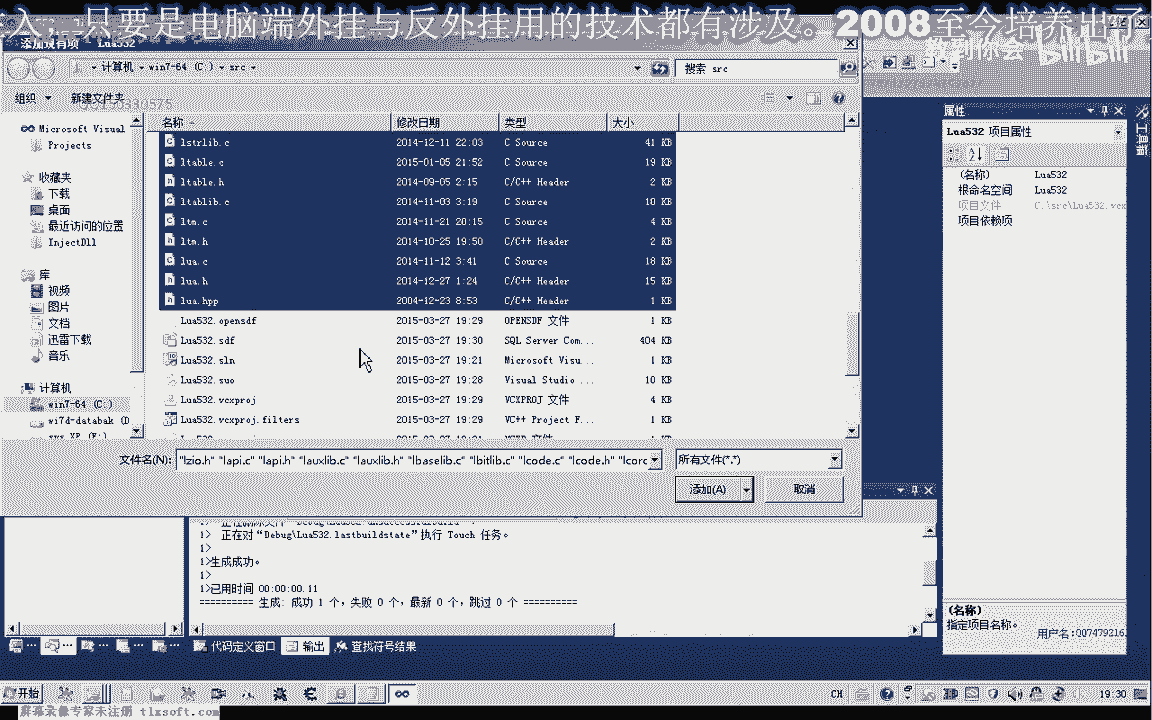 入，只要是电脑端外挂与反外挂用的技术都有涉及。2008至今培养出了
添加现有项 - Lua532
教到你会 bilibili
计算机 win7-64 (C:) src
搜索 src
组织 新建文件夹
名称 修改日期 类型 大小
Microsoft Visual
Projects
收藏夹
下载
桌面
最近访问的位置
InjectDll
库
视频
图片
文档
迅雷下载
音乐
计算机
win7-64 (C:)
wi7d-databak (D
lstrlib.c 2014-12-11 22:03 C Source 41 KB
ltable.c 2015-01-05 21:52 C Source 19 KB
ltable.h 2014-09-05 2:15 C/C++ Header 2 KB
ltablib.c 2014-11-03 3:19 C Source 10 KB
ltm.c 2014-11-21 20:15 C Source 4 KB
ltm.h 2014-10-25 19:50 C/C++ Header 2 KB
lua.c 2014-11-12 3:41 C Source 18 KB
lua.h 2014-12-27 1:24 C/C++ Header 15 KB
lua.hpp 2004-12-23 8:53 C/C++ Header 1 KB
Lua532.opensdf 2015-03-27 19:29 OPENSDF 文件 1 KB
Lua532.sdf 2015-03-27 19:30 SQL Server Com... 404 KB
Lua532.sln 2015-03-27 19:21 Microsoft Visu... 1 KB
Lua532.suo 2015-03-27 19:28 Visual Studio ... 10 KB
Lua532.vcxproj 2015-03-27 19:29 VCXPROJ 文件 4 KB
Lua532.vcxproj.filters 2015-03-27 19:29 VC++ Project F... 1 KB
文件名(N): "lzio.h" "lapi.c" "lapi.h" "lauxlib.c" "lauxlib.h" "lbaselib.c" "lbitlib.c" "lcode.c" "lcode.h" "lcorc
所有文件(*.*)
添加(A) 取消
属性
Lua532 项目属性
(名称) Lua532
根命名空间 Lua532
项目文件 C:\src\Lua532.vcx
项目依赖项
工具箱
1> 正在对“Debug\Lua532.lastbuildstate”执行 Touch 任务。
1>
1>生成成功。
1>
1>已用时间 00:00:00.11
========== 生成: 成功 1 个，失败 0 个，最新 0 个，跳过 0 个 ==========
(名称)
指定项目名称。
用户名:007479216
代码定义窗口 输出 查找符号结果
开始
CH
19:30
屏幕录像专家未注册 tlxsoft.com